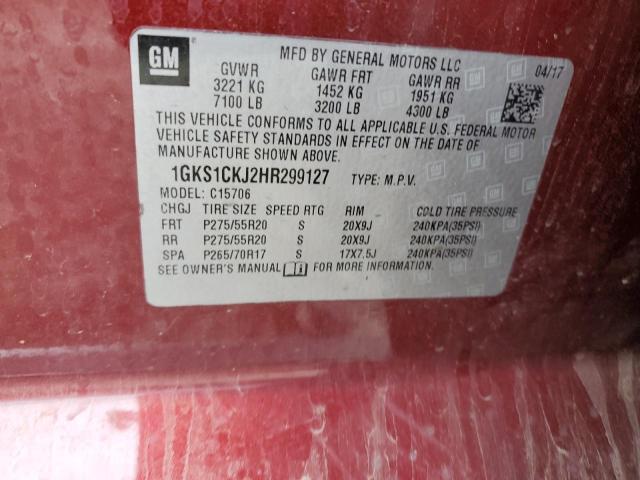 GM
MFD BY GENERAL MOTORS LLC
04/17
GVWR GAWR FRT GAWR RR
3221 KG 1452 KG 1951 KG
7100 LB 3200 LB 4300 LB
THIS VEHICLE CONFORMS TO ALL APPLICABLE U.S. FEDERAL MOTOR
VEHICLE SAFETY STANDARDS IN EFFECT ON THE DATE OF
MANUFACTURE SHOWN ABOVE.
1GKS1CKJ2HR299127 TYPE: M.P.V.
MODEL: C15706
CHGJ TIRE SIZE SPEED RTG RIM COLD TIRE PRESSURE
FRT P275/55R20 S 20X9J 240KPA(35PSI)
RR P275/55R20 S 20X9J 240KPA(35PSI)
SPA P265/70R17 S 17X7.5J 240KPA(35PSI)
SEE OWNER'S MANUAL FOR MORE INFORMATION.